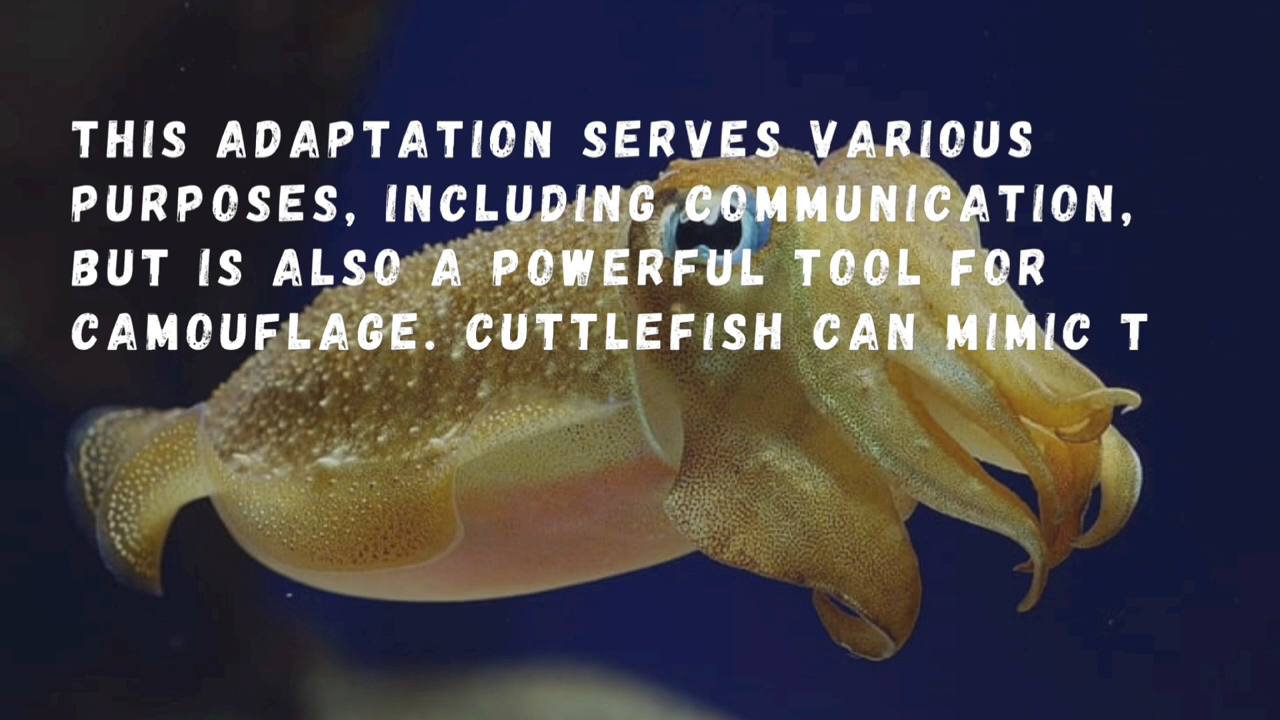 THIS ADAPTATION SERVES VARIOUS
PURPOSES, INCLUDING COMMUNICATION,
BUT IS ALSO A POWERFUL TOOL FOR
CAMOUFLAGE. CUTTLEFISH CAN MIMIC T